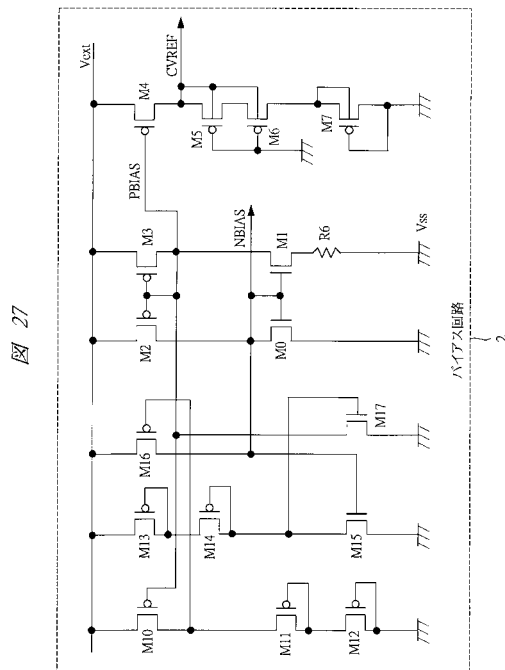 図 27
Vext
CVREF
M4
M5
M6
M7
PBIAS
NBIAS
M3
M1
R6
Vss
M2
M0
M16
M17
M13
M14
M15
M10
M11
M12
バイアス回路
2